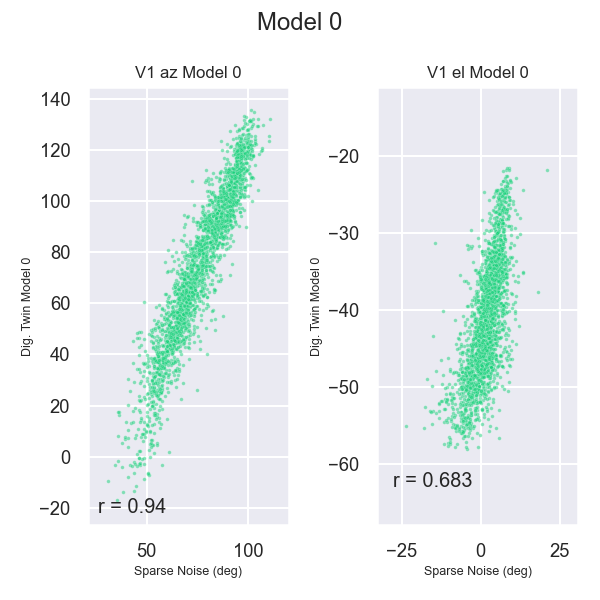 Model 0
V1 az Model 0
Dig. Twin Model 0
140
120
100
80
60
40
20
0
−20
r = 0.94
50
100
Sparse Noise (deg)
V1 el Model 0
Dig. Twin Model 0
−20
−30
−40
−50
−60
r = 0.683
−25
0
25
Sparse Noise (deg)